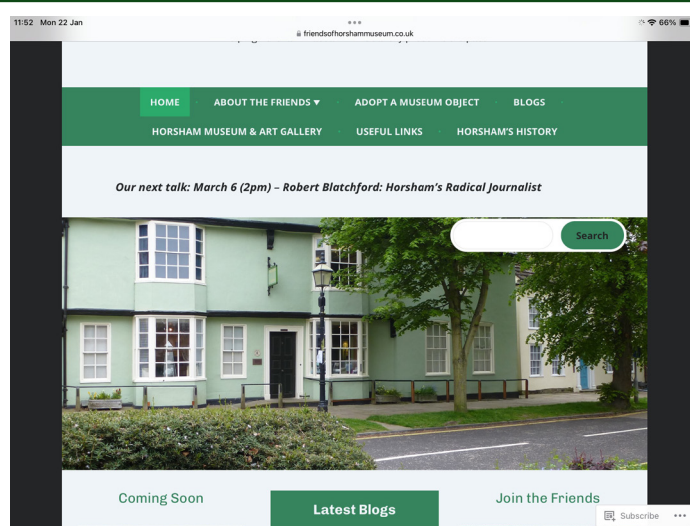 11:52 Mon 22 Jan
66%
friendsofhorshammuseum.co.uk
HOME ABOUT THE FRIENDS ▼ ADOPT A MUSEUM OBJECT BLOGS
HORSHAM MUSEUM & ART GALLERY USEFUL LINKS HORSHAM'S HISTORY
Our next talk: March 6 (2pm) – Robert Blatchford: Horsham's Radical Journalist
Search
Coming Soon
Latest Blogs
Join the Friends
Subscribe